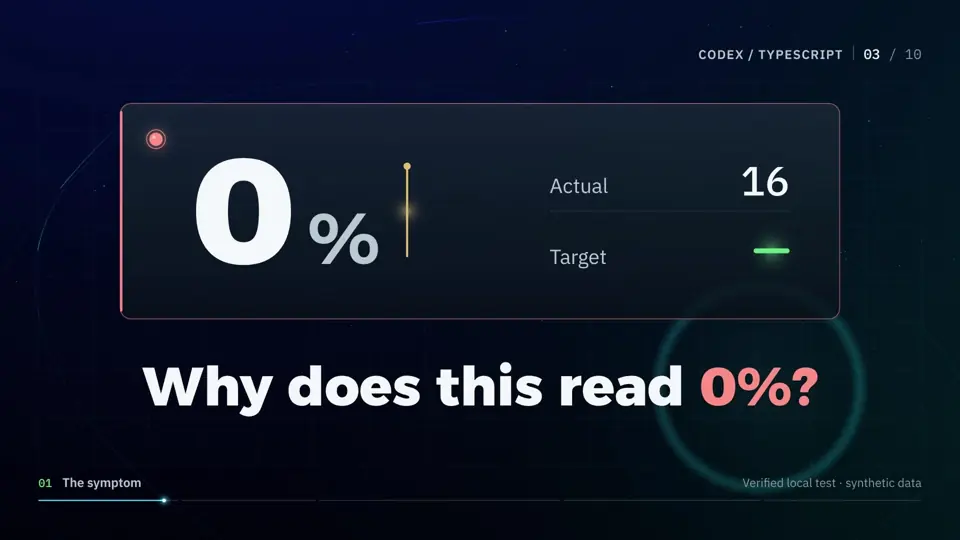 CODEX / TYPESCRIPT | 03 / 10
0%
Actual 16
Target —
Why does this read 0%?
01 The symptom
Verified local test · synthetic data